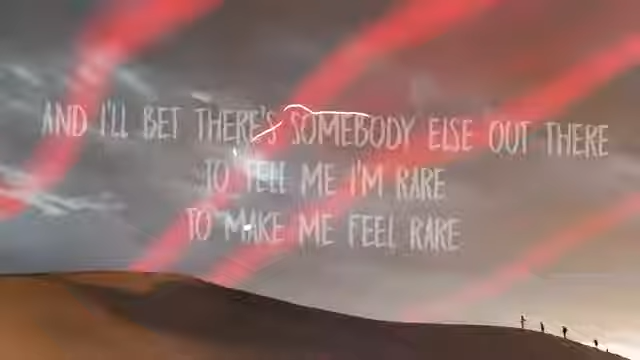 AND I'LL BET THERE'S SOMEBODY ELSE OUT THERE
TO TELL ME I'M RARE
TO MAKE ME FEEL RARE